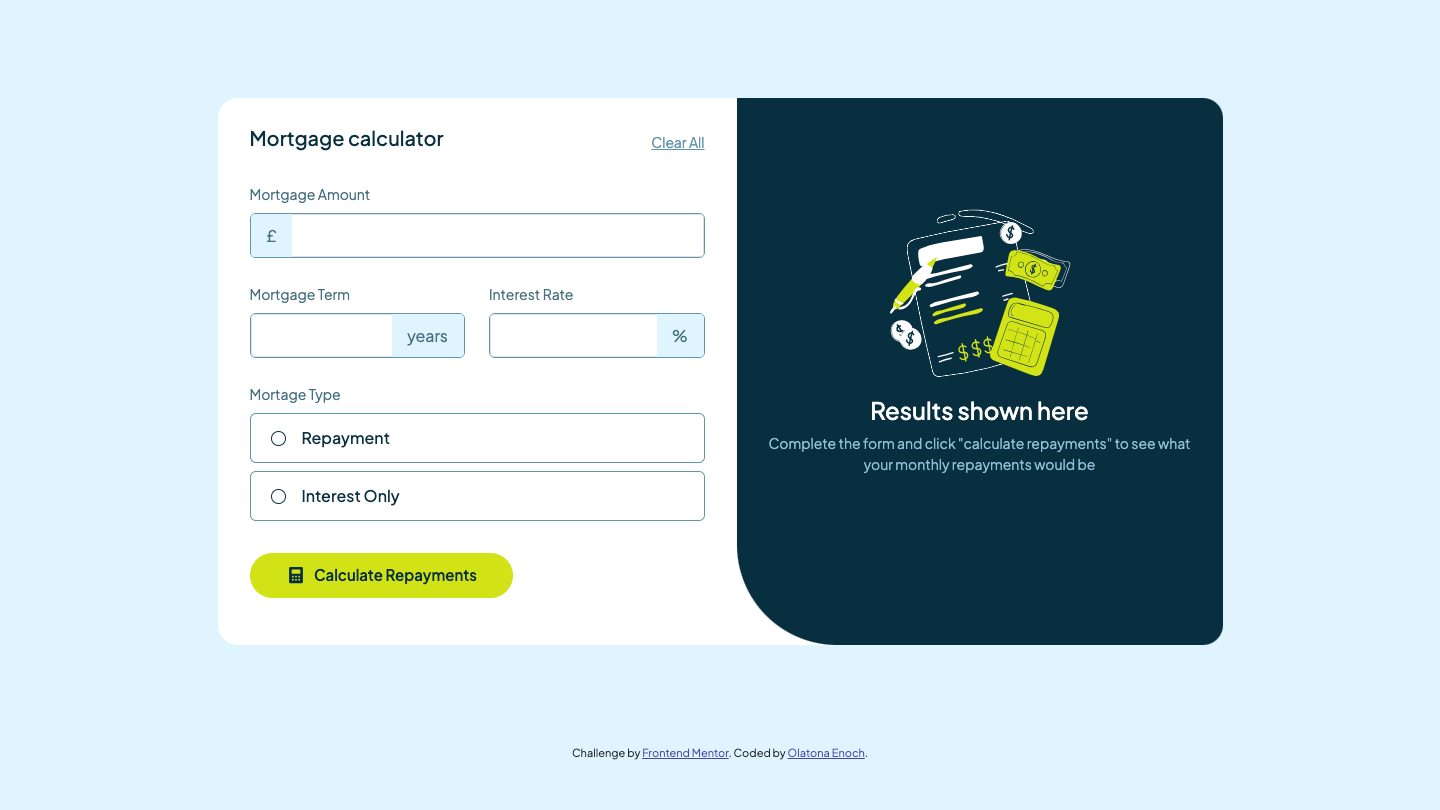 Mortgage calculator
Clear All
Mortgage Amount
£
Mortgage Term
Interest Rate
years
%
Mortage Type
Repayment
Interest Only
Calculate Repayments
$
$
$
$
$$$
Results shown here
Complete the form and click "calculate repayments" to see what
your monthly repayments would be
Challenge by Frontend Mentor. Coded by Olatona Enoch.